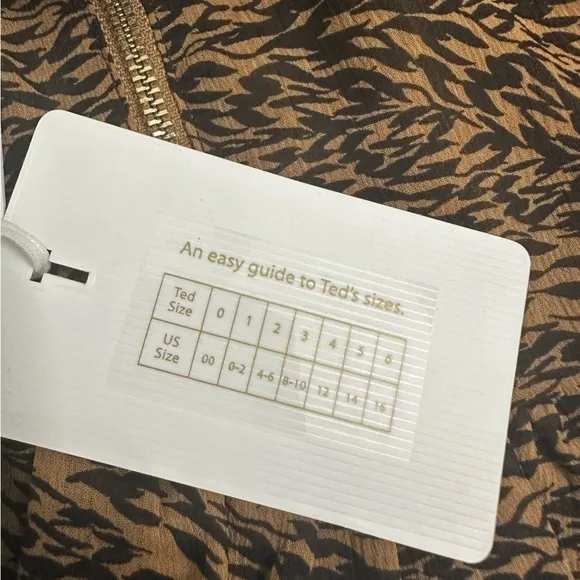 An easy guide to Ted's sizes.
Ted Size 0 1 2 3 4 5 6
US Size 00 0-2 4-6 8-10 12 14 16